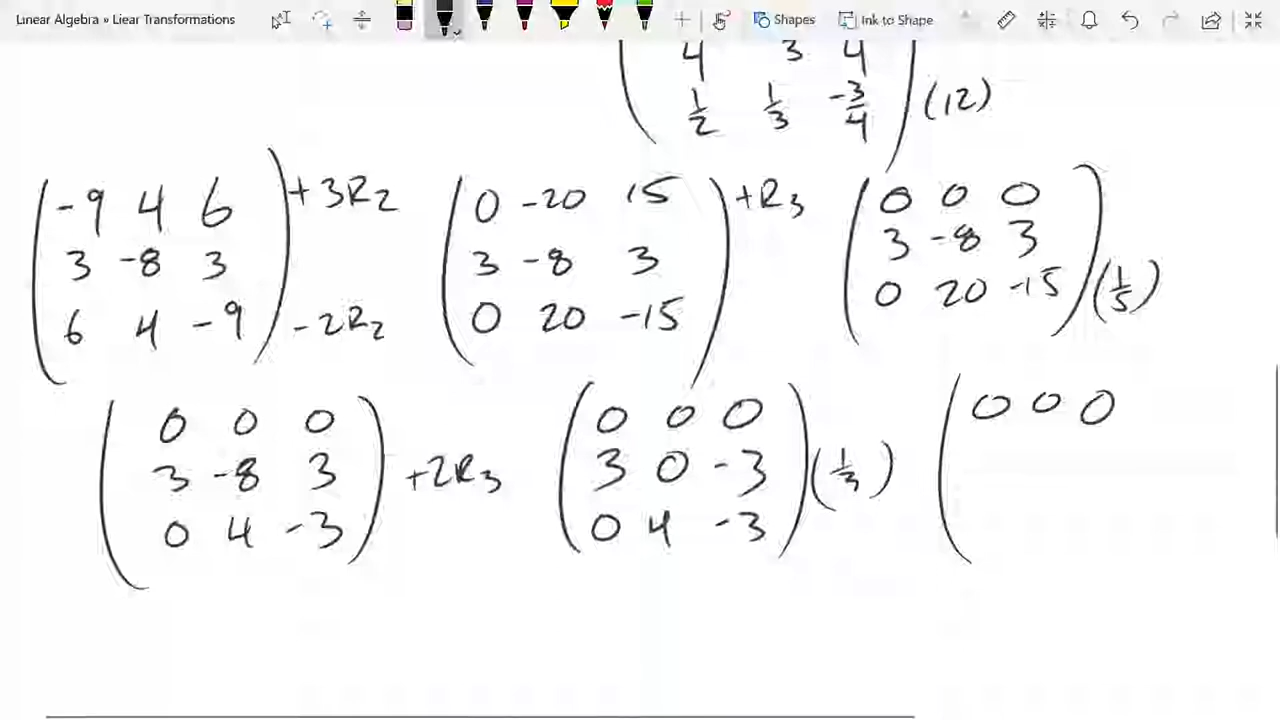 Linear Algebra » Liear Transformations
Shapes
Ink to Shape
4 3 4
1/2 1/3 -3/4 (12)
-9 4 6 +3R2
3 -8 3
6 4 -9 -2R2
0 -20 15 +R3
3 -8 3
0 20 -15
0 0 0
3 -8 3
0 20 -15 (1/5)
0 0 0
3 -8 3 +2R3
0 4 -3
0 0 0
3 0 -3 (1/3)
0 4 -3
0 0 0